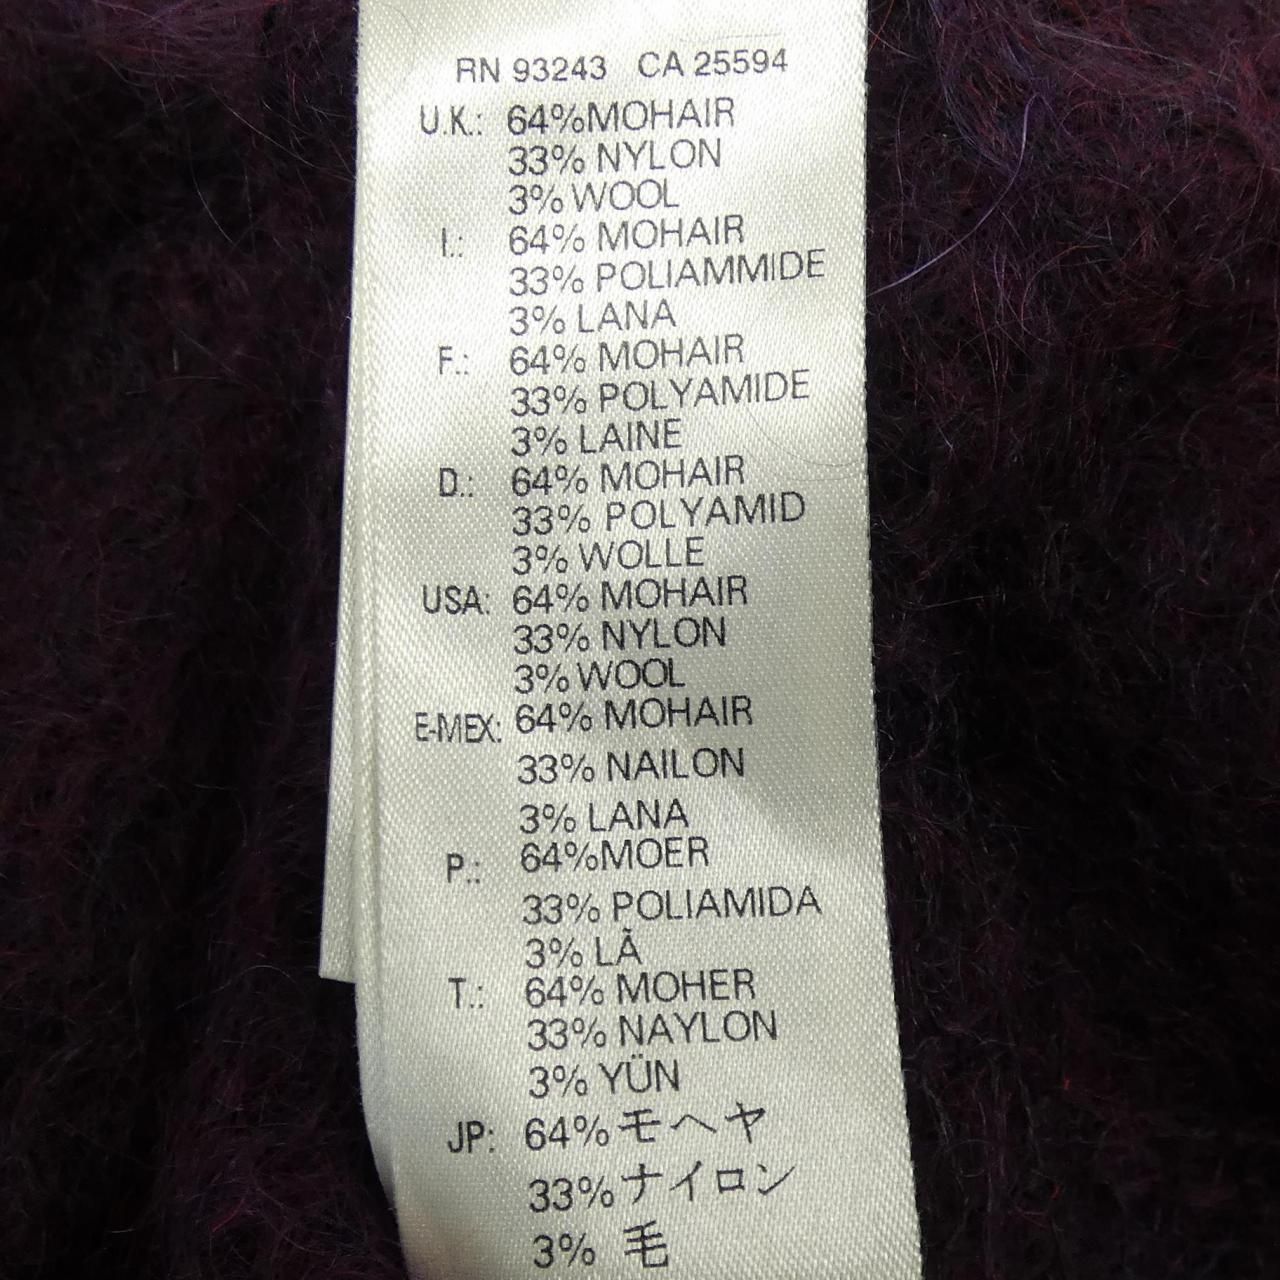 RN 93243 CA 25594
U.K.: 64%MOHAIR
33% NYLON
3% WOOL
I.: 64% MOHAIR
33% POLIAMMIDE
3% LANA
F.: 64% MOHAIR
33% POLYAMIDE
3% LAINE
D.: 64% MOHAIR
33% POLYAMID
3% WOLLE
USA: 64% MOHAIR
33% NYLON
3% WOOL
E-MEX: 64% MOHAIR
33% NAILON
3% LANA
P.: 64%MOER
33% POLIAMIDA
3% LÃ
T.: 64% MOHER
33% NAYLON
3% YÜN
JP: 64% モヘヤ
33% ナイロン
3% 毛